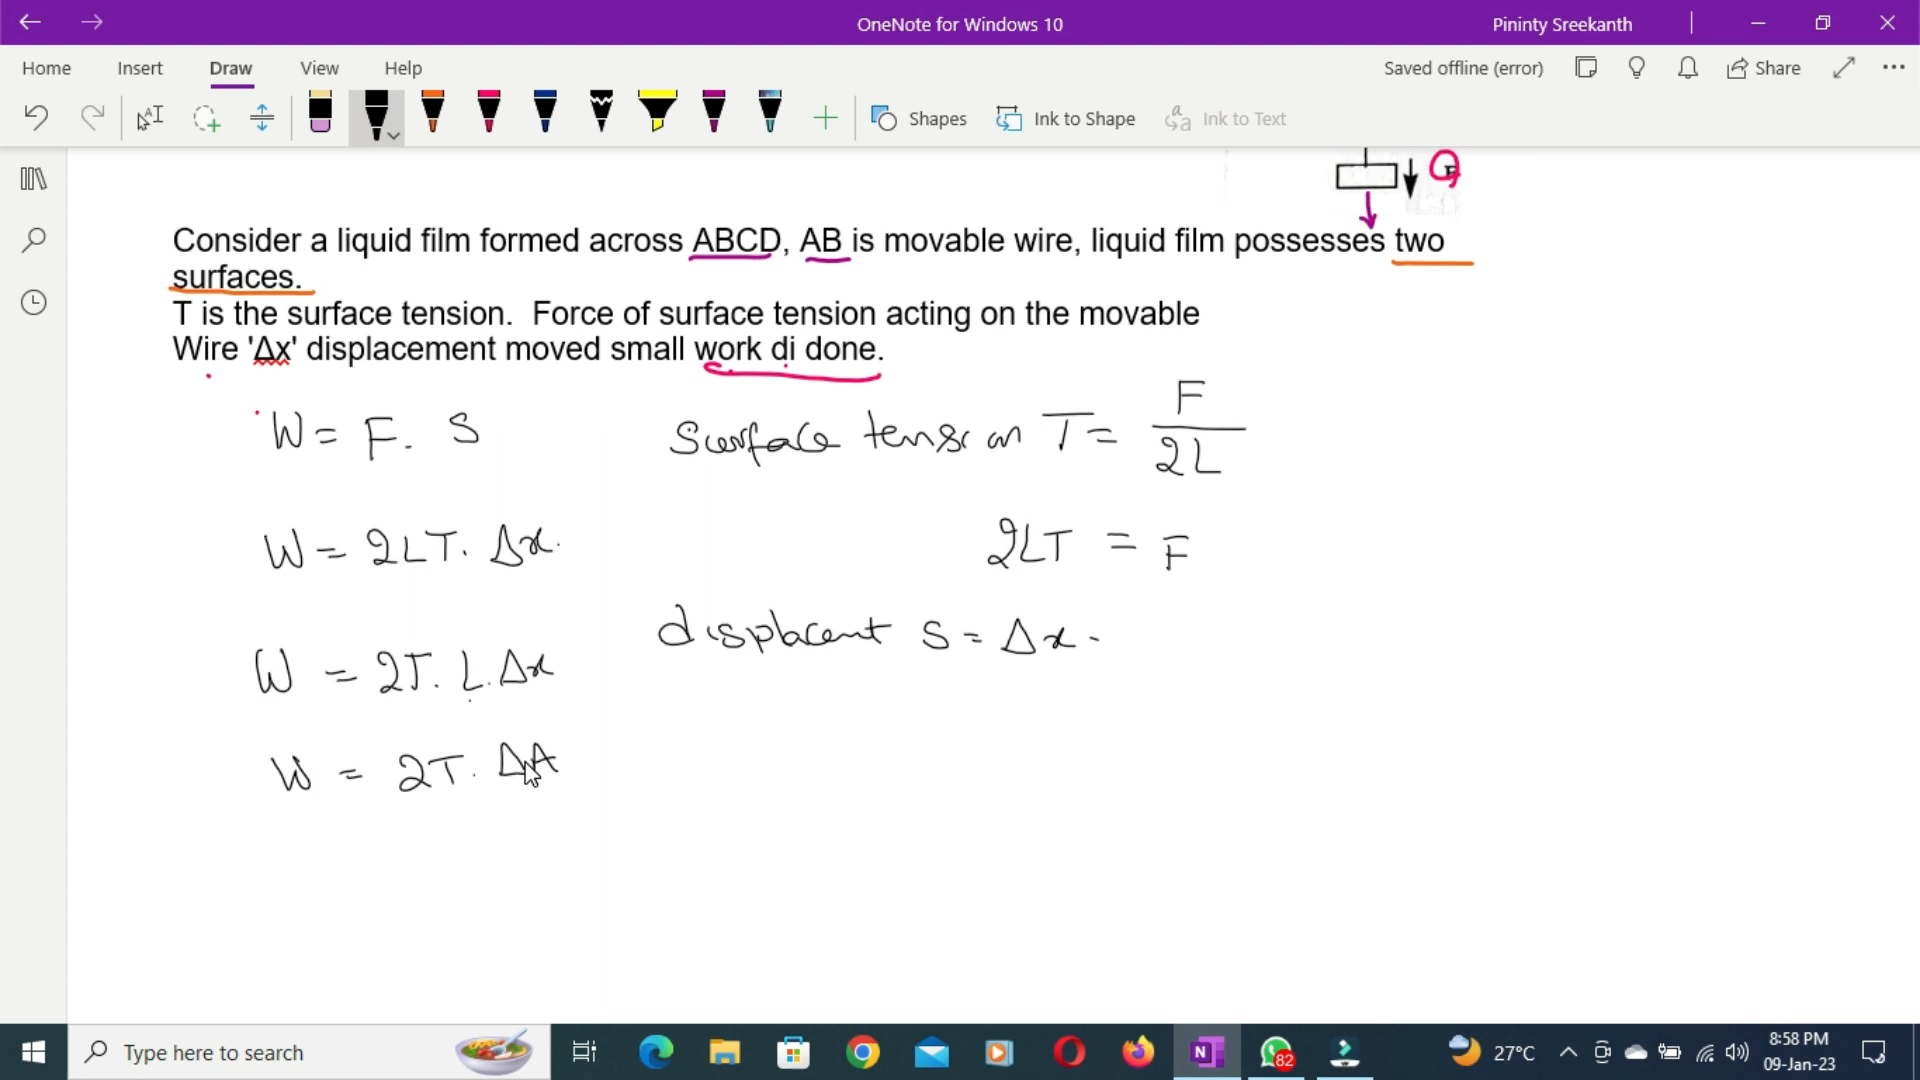 OneNote for Windows 10
Pininty Sreekanth
Home Insert Draw View Help
Saved offline (error)
Share
Shapes
Ink to Shape
Ink to Text
Consider a liquid film formed across ABCD, AB is movable wire, liquid film possesses two
surfaces.
T is the surface tension. Force of surface tension acting on the movable
Wire 'Δx' displacement moved small work di done.
W = F. S
Surface tension T = F / 2L
W = 2LT. Δx.
2LT = F
displacent S = Δx -
W = 2T. L. Δx
W = 2T. ΔA
Type here to search
82
27°C
8:58 PM
09-Jan-23